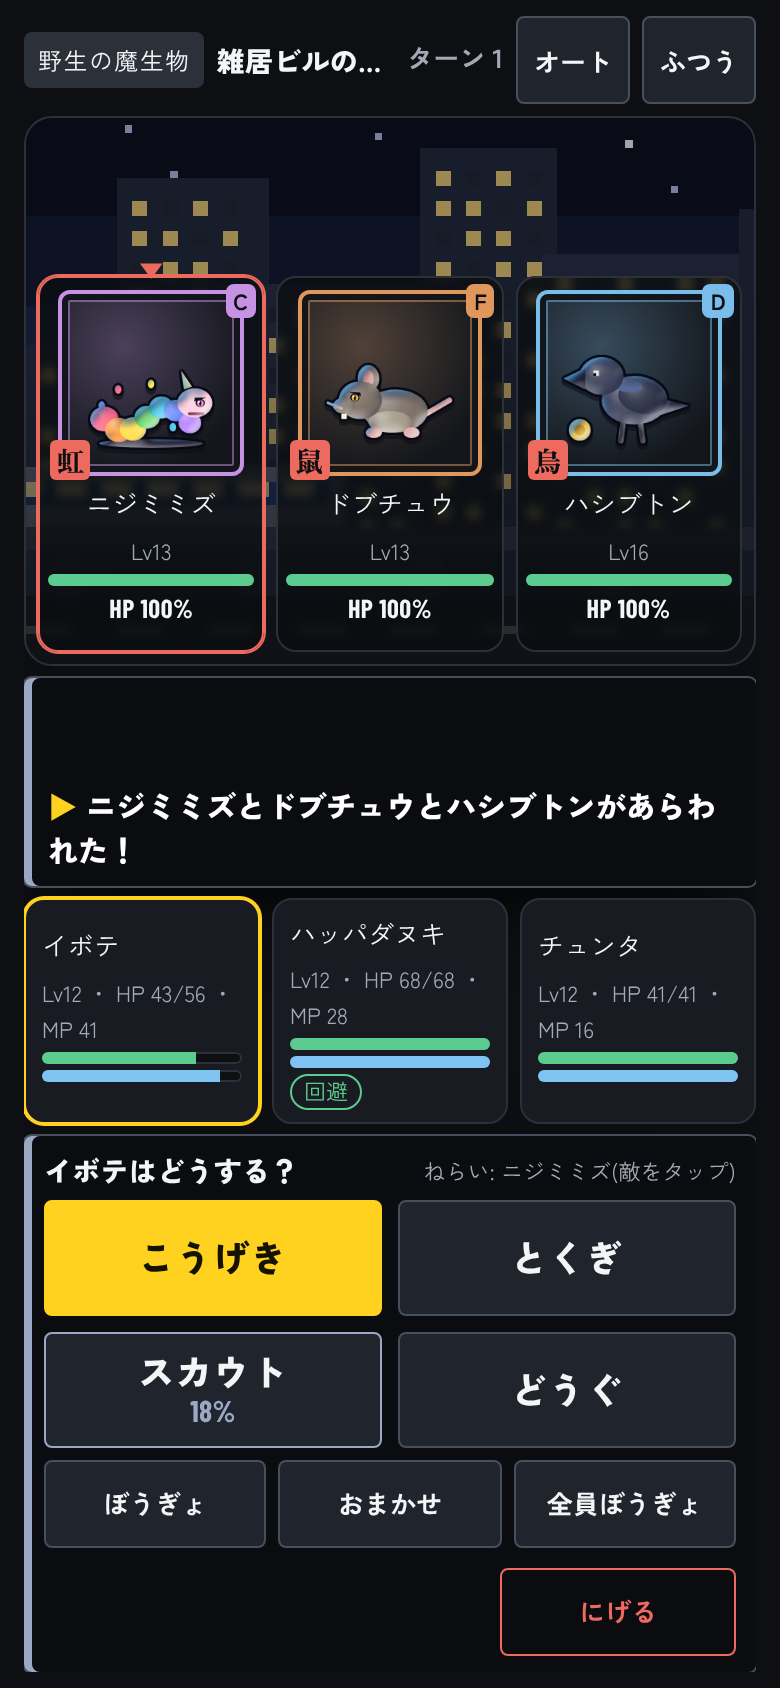 野生の魔生物 雑居ビルの... ターン 1 オート ふつう
C F D
虹 鼠 烏
ニジミミズ ドブチュウ ハシブトン
Lv13 Lv13 Lv16
HP 100% HP 100% HP 100%
▶ ニジミミズとドブチュウとハシブトンがあらわ
れた！
イボテ
Lv12 ・ HP 43/56 ・
MP 41
ハッパダヌキ
Lv12 ・ HP 68/68 ・
MP 28
回避
チュンタ
Lv12 ・ HP 41/41 ・
MP 16
イボテはどうする？ ねらい: ニジミミズ(敵をタップ)
こうげき とくぎ
スカウト
18%
どうぐ
ぼうぎょ おまかせ 全員ぼうぎょ
にげる